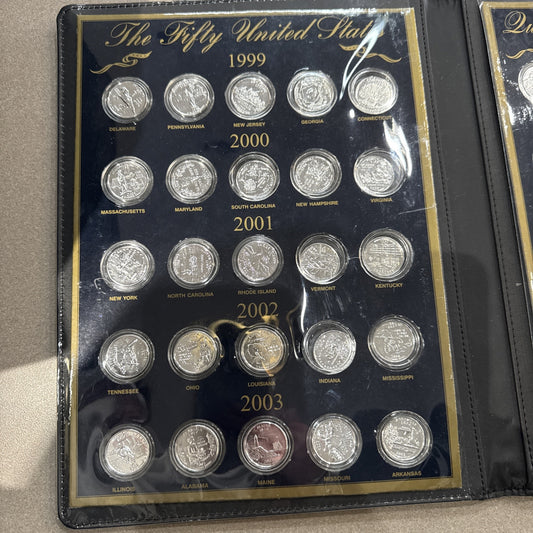 The Fifty United States
Qu
1999
DELAWARE PENNSYLVANIA NEW JERSEY GEORGIA CONNECTICUT
2000
MASSACHUSETTS MARYLAND SOUTH CAROLINA NEW HAMPSHIRE VIRGINIA
2001
NEW YORK NORTH CAROLINA RHODE ISLAND VERMONT KENTUCKY
2002
TENNESSEE OHIO LOUISIANA INDIANA MISSISSIPPI
2003
ILLINOIS ALABAMA MAINE MISSOURI ARKANSAS